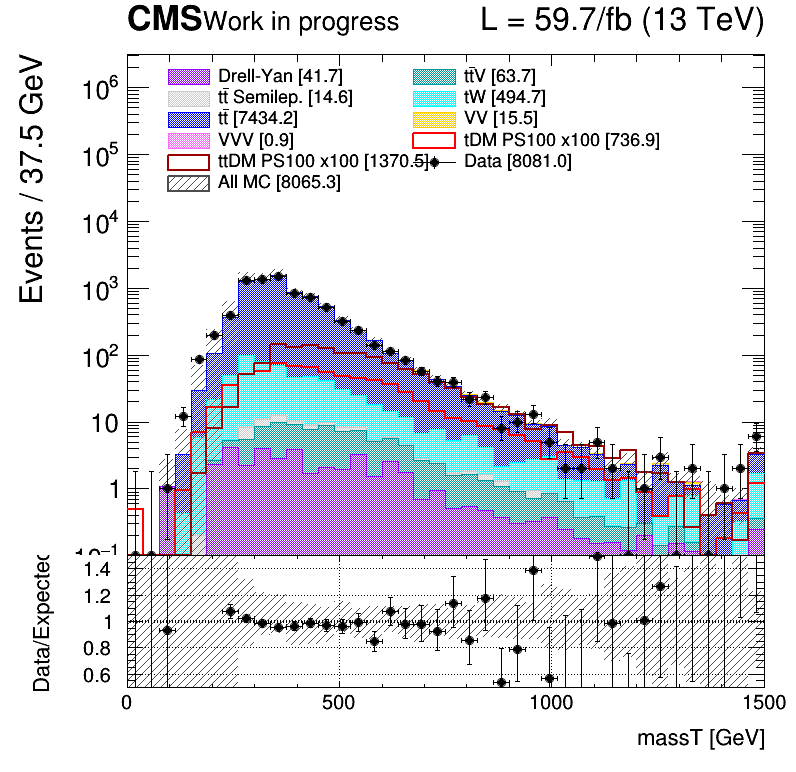 CMS Work in progress L = 59.7/fb (13 TeV)
Events / 37.5 GeV
10⁶
10⁵
10⁴
10³
10²
10
1
10⁻¹
Drell-Yan [41.7]
tt̄V [63.7]
tt̄ Semilep. [14.6]
tW [494.7]
tt̄ [7434.2]
VV [15.5]
VVV [0.9]
tDM PS100 x100 [736.9]
ttDM PS100 x100 [1370.5]
Data [8081.0]
All MC [8065.3]
Data/Expected
1.4
1.2
1
0.8
0.6
0 500 1000 1500
massT [GeV]